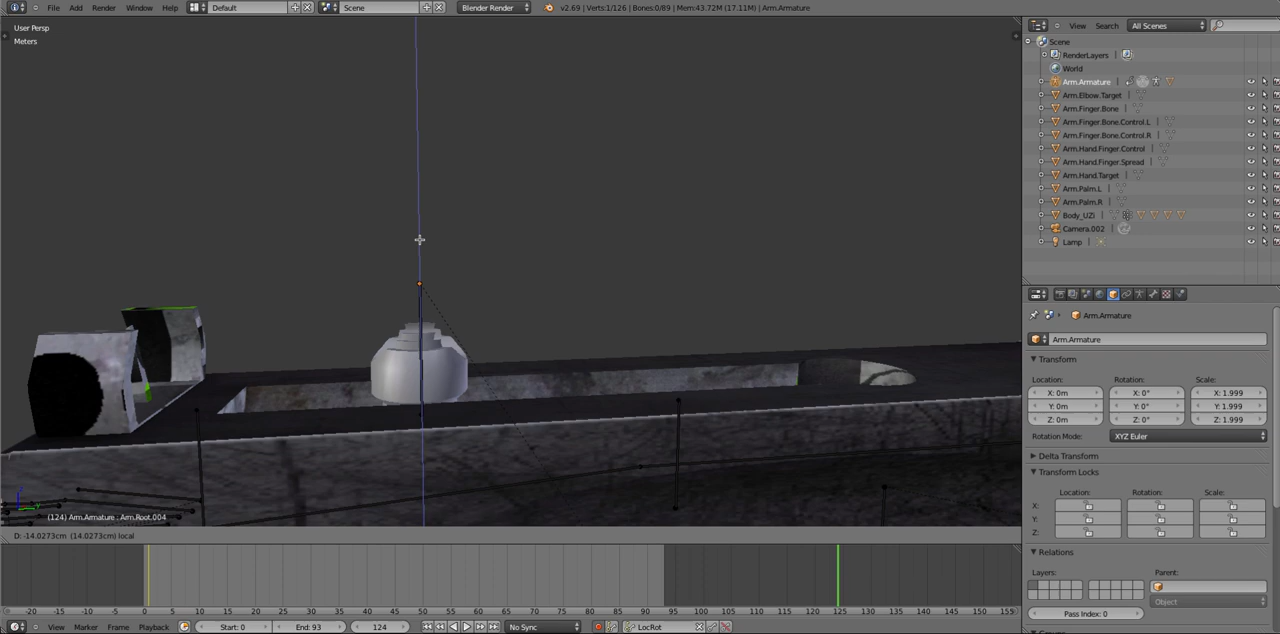 File Add Render Window Help Default Scene Blender Render v2.69 | Verts:1/126 | Bones:0/89 | Mem:43.72M (17.11M) | Arm.Armature
User Persp
Meters
(124) Arm.Armature : Arm.Root.004
D: -14.0273cm (14.0273cm) local
-20 -15 -10 -5 0 5 10 15 20 25 30 35 40 45 50 55 60 65 70 75 80 85 90 95 100 105 110 115 120 125 130 135 140 145 150 155
View Marker Frame Playback Start: 0 End: 93 124 No Sync LocRot
View Search All Scenes
Scene
RenderLayers
World
Arm.Armature
Arm.Elbow.Target
Arm.Finger.Bone
Arm.Finger.Bone.Control.L
Arm.Finger.Bone.Control.R
Arm.Hand.Finger.Control
Arm.Hand.Finger.Spread
Arm.Hand.Target
Arm.Palm.L
Arm.Palm.R
Body_UZI
Camera.002
Lamp
Arm.Armature
Arm.Armature
Transform
Location: Rotation: Scale:
X: 0m X: 0° X: 1.999
Y: 0m Y: 0° Y: 1.999
Z: 0m Z: 0° Z: 1.999
Rotation Mode: XYZ Euler
Delta Transform
Transform Locks
Location: Rotation: Scale:
X:
Y:
Z:
Relations
Layers: Parent:
Object
Pass Index: 0